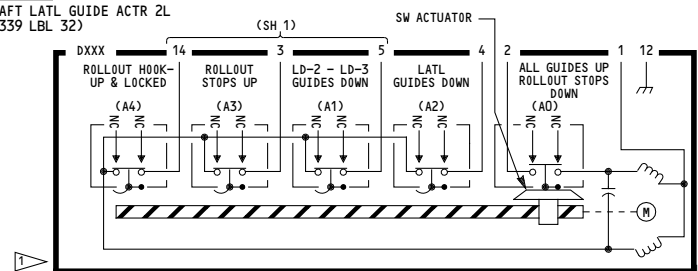 AFT LATL GUIDE ACTR 2L
339 LBL 32)
(SH 1)
SW ACTUATOR
DXXX 14 3 5 4 2 1 12
ROLLOUT HOOK-
UP & LOCKED
ROLLOUT
STOPS UP
LD-2 - LD-3
GUIDES DOWN
LATL
GUIDES DOWN
ALL GUIDES UP
ROLLOUT STOPS
DOWN
(A4) (A3) (A1) (A2) (A0)
NC NC NC NC NC NC NC NC NC NC
M
1